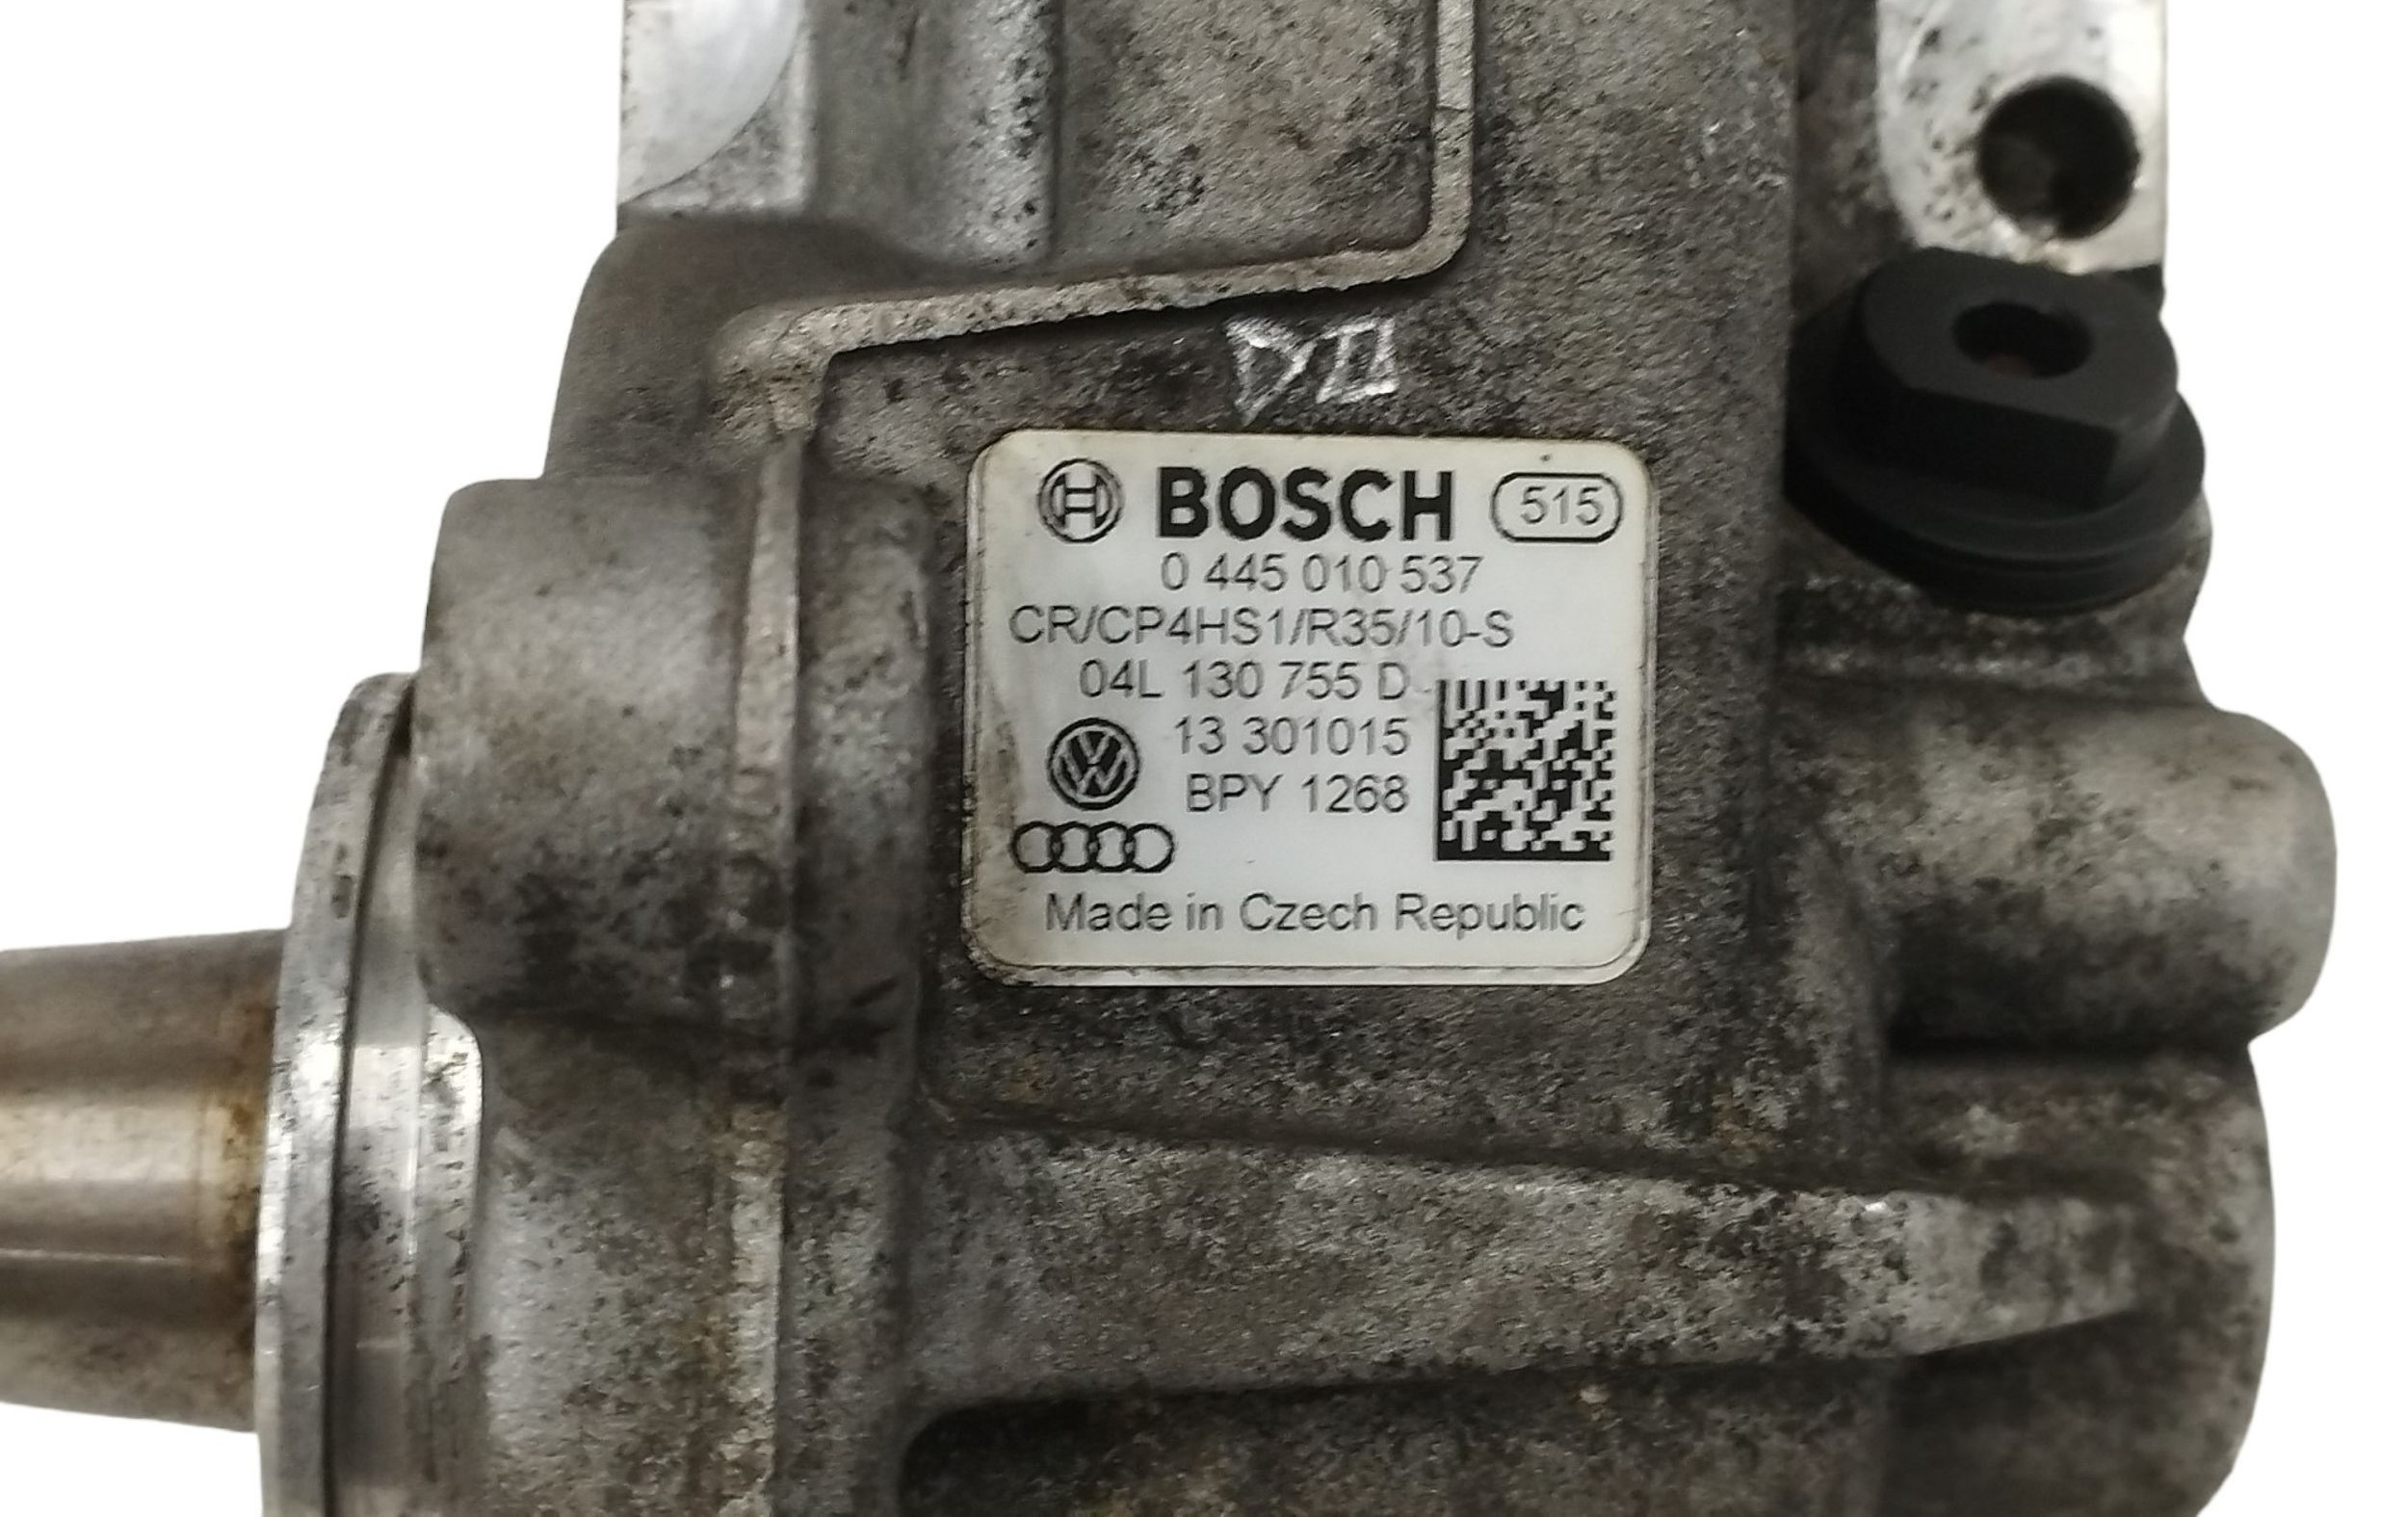 BOSCH 515
0 445 010 537
CR/CP4HS1/R35/10-S
04L 130 755 D
13 301015
BPY 1268
Made in Czech Republic